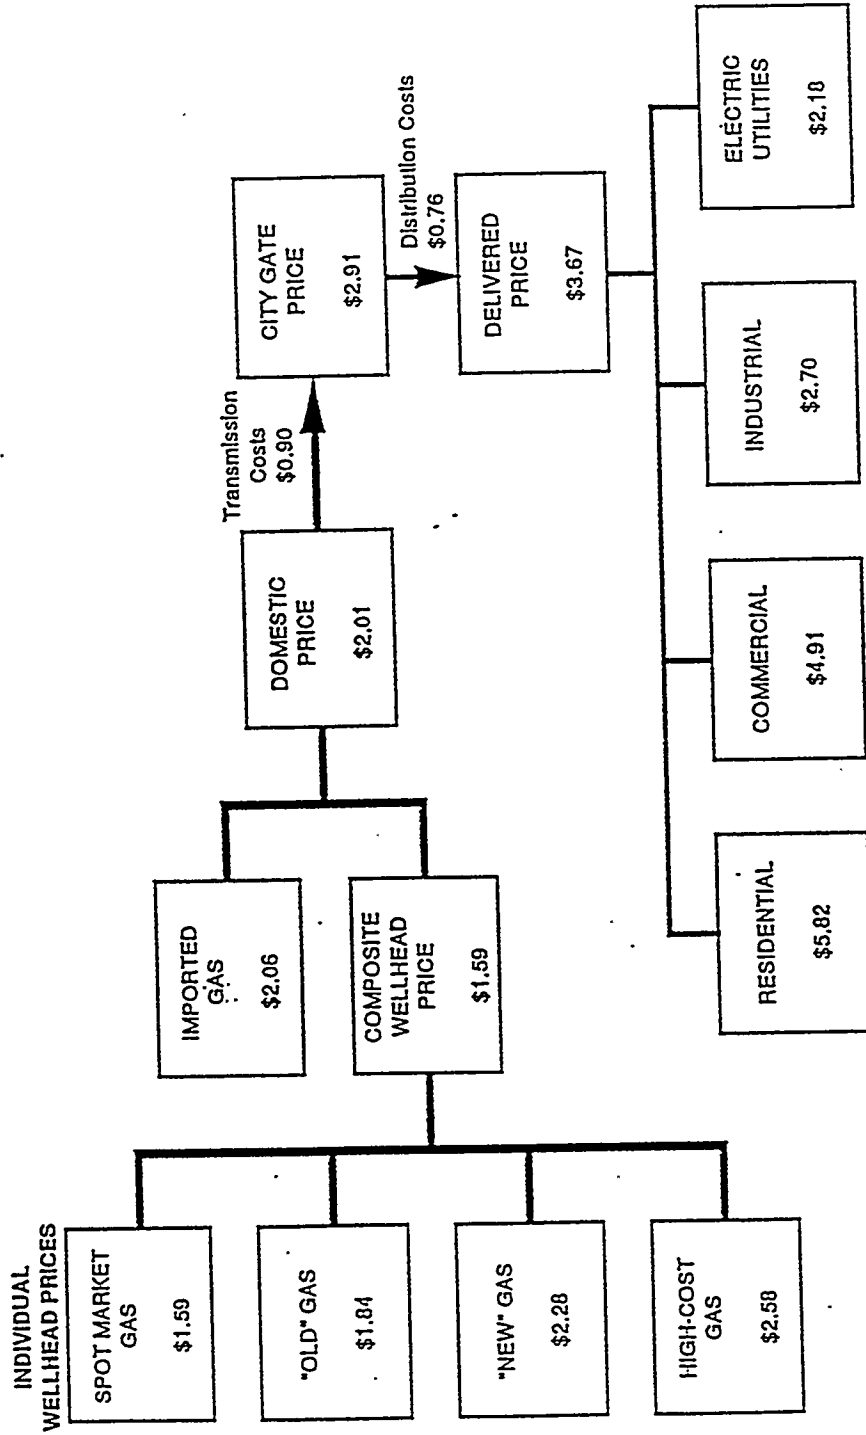 INDIVIDUAL
WELLHEAD PRICES
SPOT MARKET
GAS
$1.59
"OLD" GAS
$1.84
"NEW" GAS
$2.28
HIGH-COST
GAS
$2.58
IMPORTED
GAS
$2.06
COMPOSITE
WELLHEAD
PRICE
$1.59
DOMESTIC
PRICE
$2.01
Transmission
Costs
$0.90
CITY GATE
PRICE
$2.91
Distribution Costs
$0.76
DELIVERED
PRICE
$3.67
RESIDENTIAL
$5.82
COMMERCIAL
$4.91
INDUSTRIAL
$2.70
ELECTRIC
UTILITIES
$2.18